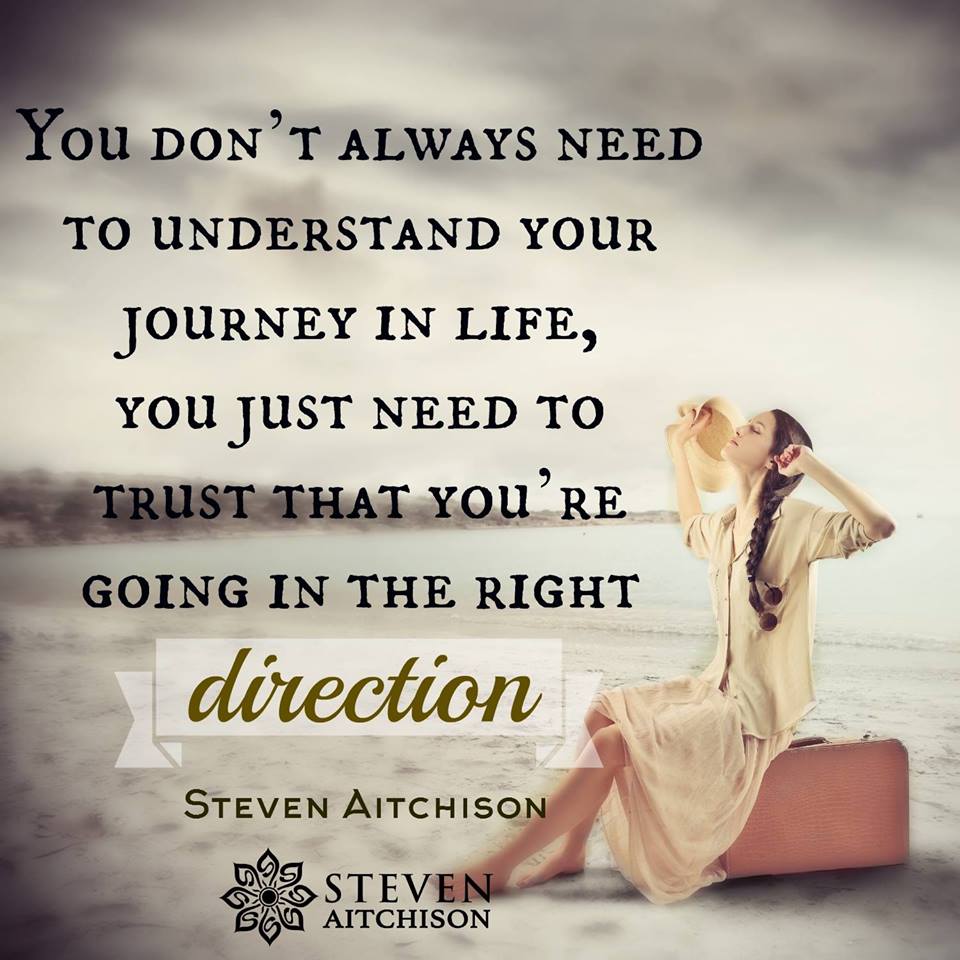 You don't always need
to understand your
journey in life,
you just need to
trust that you're
going in the right
direction
Steven Aitchison
STEVEN
AITCHISON